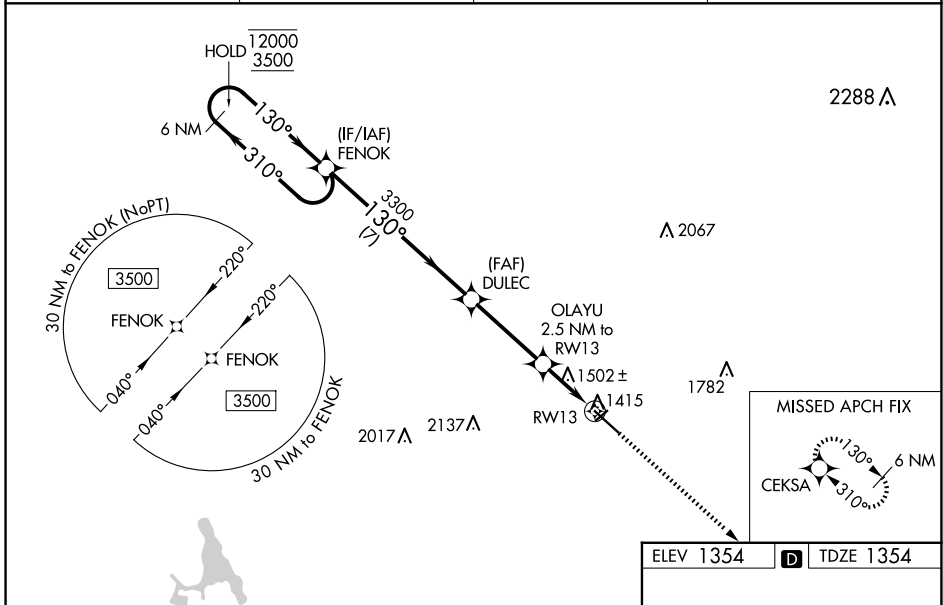 HOLD
12000
3500
6 NM
130°
310°
(IF/IAF)
FENOK
3300
130°
(7)
2288
2067
30 NM to FENOK (NoPT)
3500
220°
FENOK
040°
220°
FENOK
3500
040°
30 NM to FENOK
(FAF)
DULEC
OLAYU
2.5 NM to
RW13
1502 ±
1415
RW13
1782
2017
2137
MISSED APCH FIX
130°
6 NM
CEKSA
310°
ELEV 1354
D
TDZE 1354